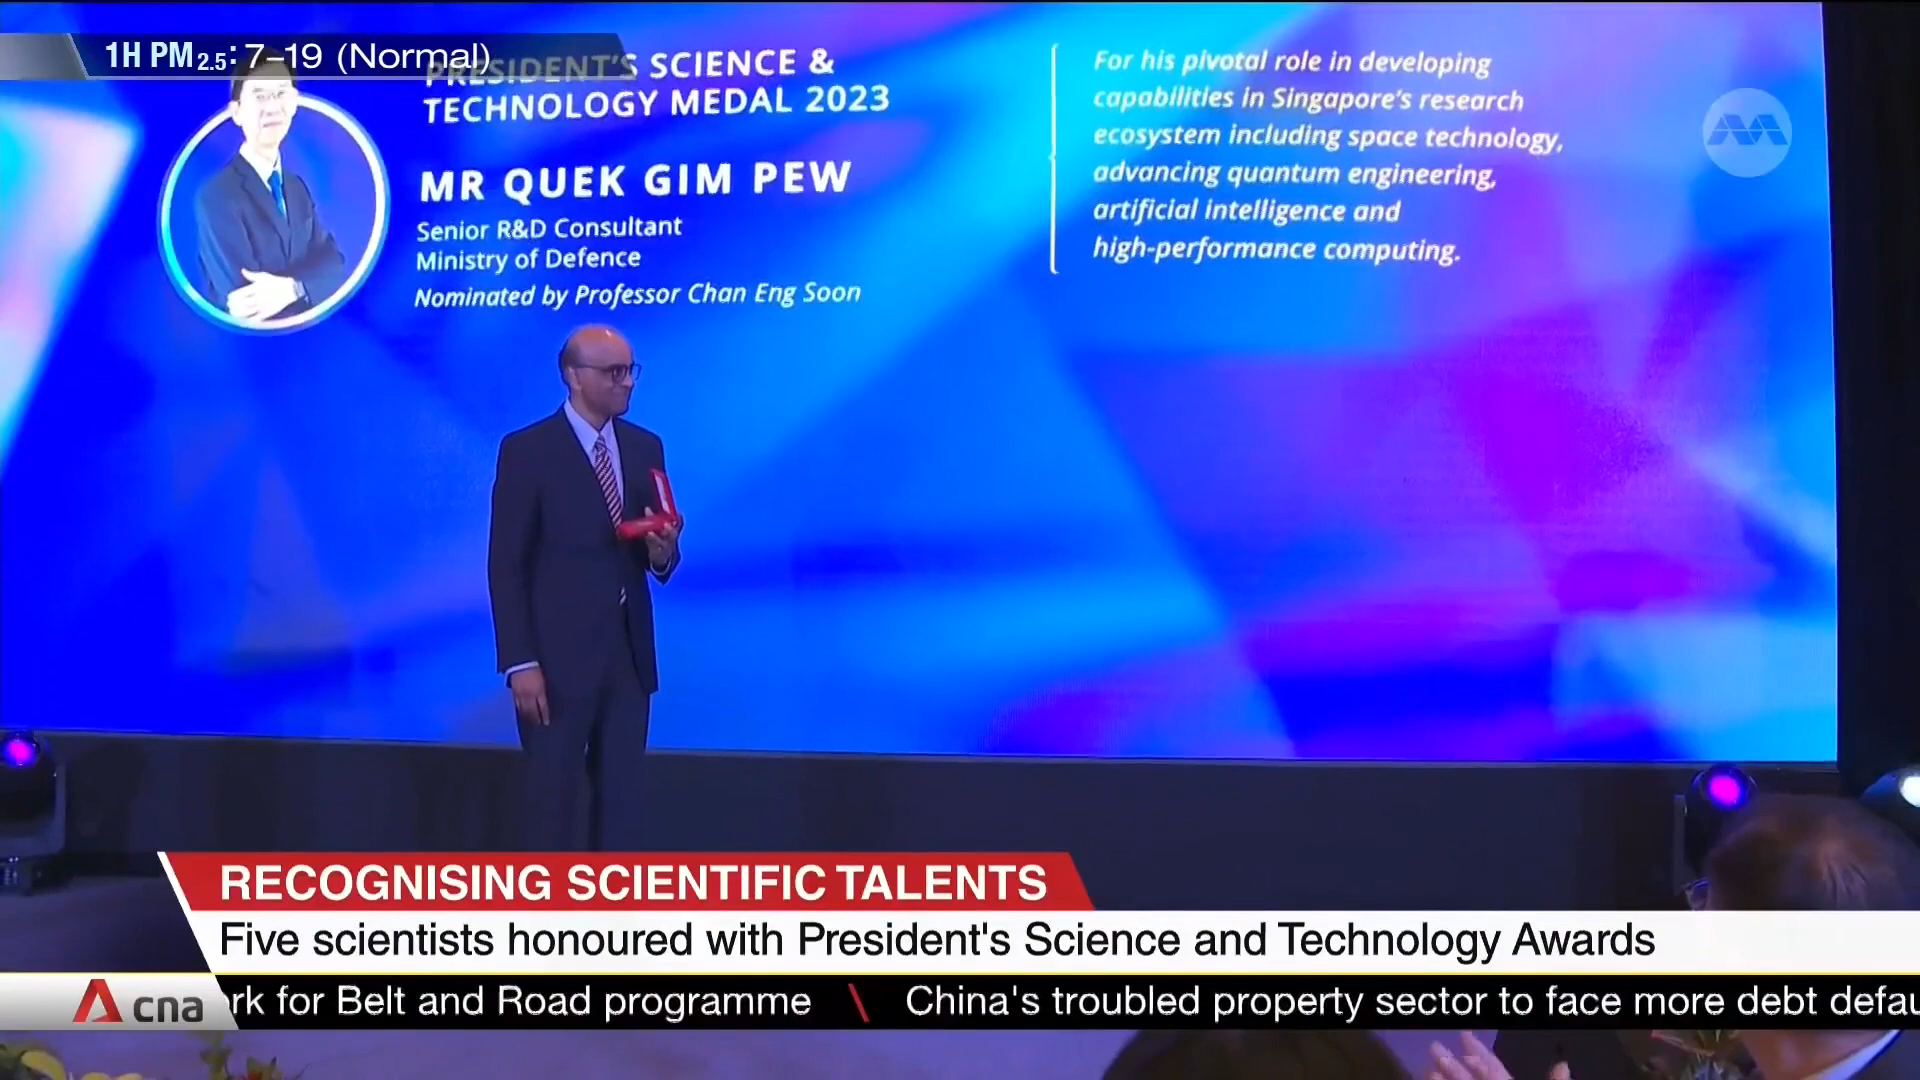 1H PM2.5: 7–19 (Normal)
PRESIDENT'S SCIENCE &
TECHNOLOGY MEDAL 2023
MR QUEK GIM PEW
Senior R&D Consultant
Ministry of Defence
Nominated by Professor Chan Eng Soon
For his pivotal role in developing
capabilities in Singapore's research
ecosystem including space technology,
advancing quantum engineering,
artificial intelligence and
high-performance computing.
RECOGNISING SCIENTIFIC TALENTS
Five scientists honoured with President's Science and Technology Awards
cna
rk for Belt and Road programme \ China's troubled property sector to face more debt defau